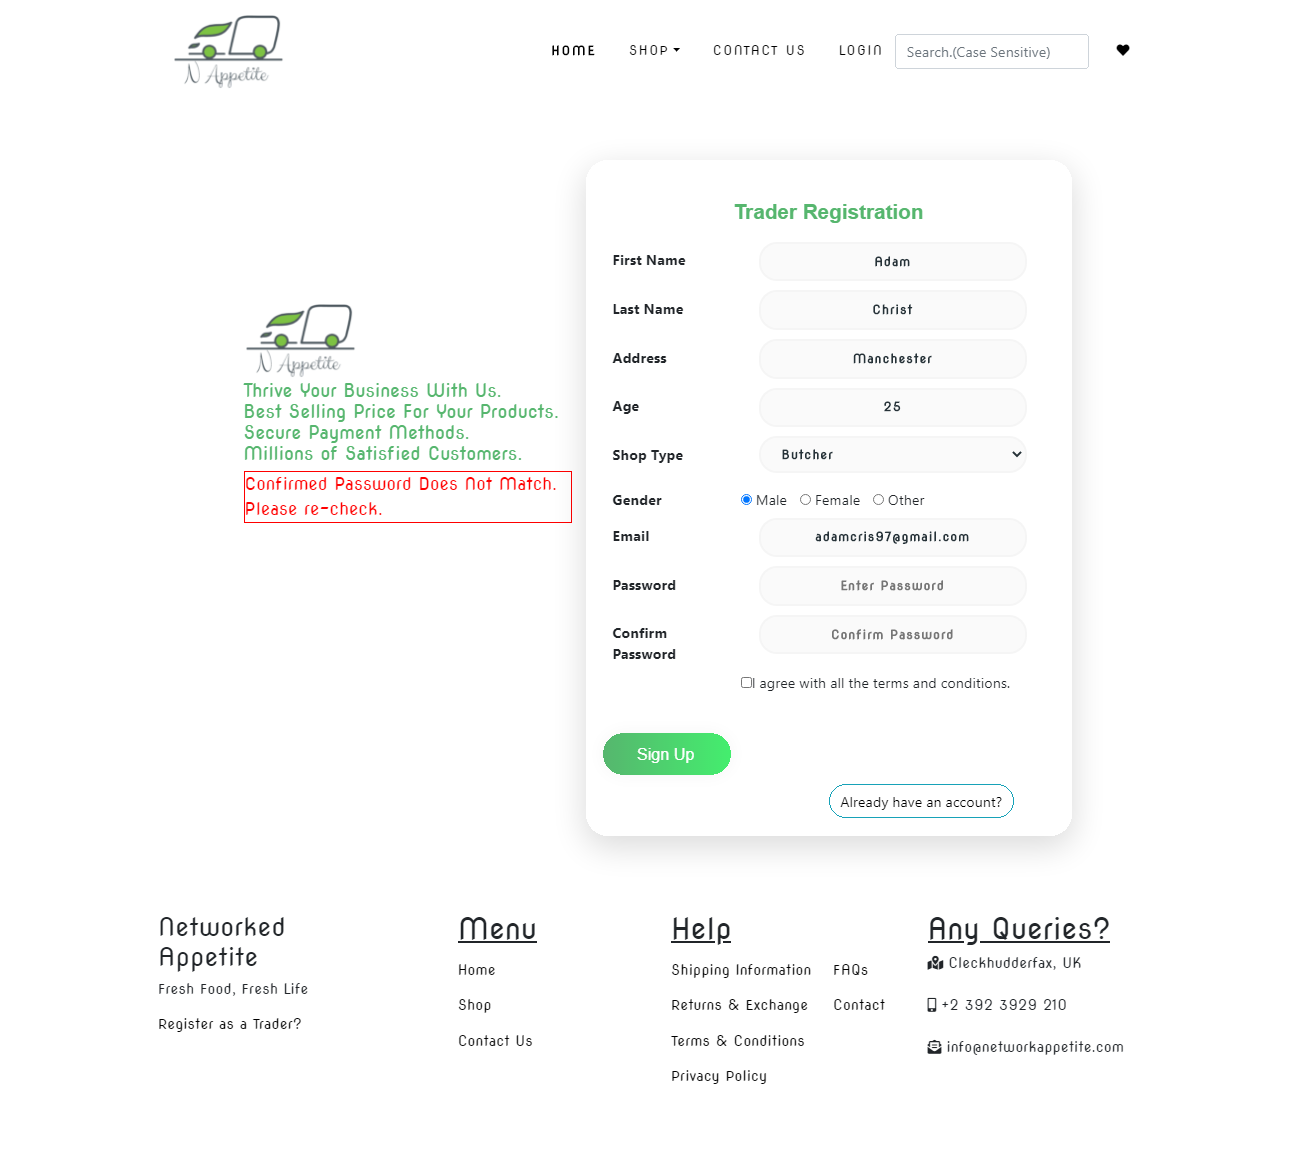 N Appetite
HOME SHOP CONTACT US LOGIN Search.(Case Sensitive)
Trader Registration
First Name Adam
Last Name Christ
Address Manchester
Age 25
Shop Type Butcher
Gender Male Female Other
Email adamcris97@gmail.com
Password Enter Password
Confirm Password Confirm Password
I agree with all the terms and conditions.
Sign Up
Already have an account?
N Appetite
Thrive Your Business With Us.
Best Selling Price For Your Products.
Secure Payment Methods.
Millions of Satisfied Customers.
Confirmed Password Does Not Match.
Please re-check.
Networked
Appetite
Fresh Food, Fresh Life
Register as a Trader?
Menu
Home
Shop
Contact Us
Help
Shipping Information
Returns & Exchange
Terms & Conditions
Privacy Policy
FAQs
Contact
Any Queries?
Cleckhudderfax, UK
+2 392 3929 210
info@networkappetite.com